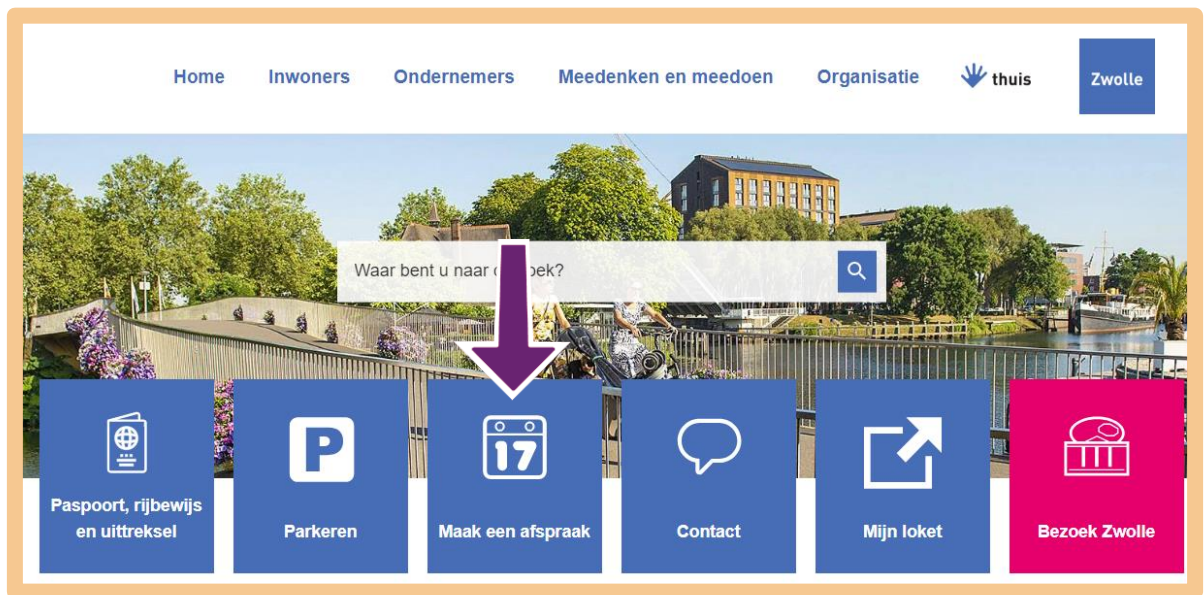 Home Inwoners Ondernemers Meedenken en meedoen Organisatie thuis Zwolle
Waar bent u naar oek?
P
17
Paspoort, rijbewijs
en uittreksel
Parkeren
Maak een afspraak
Contact
Mijn loket
Bezoek Zwolle